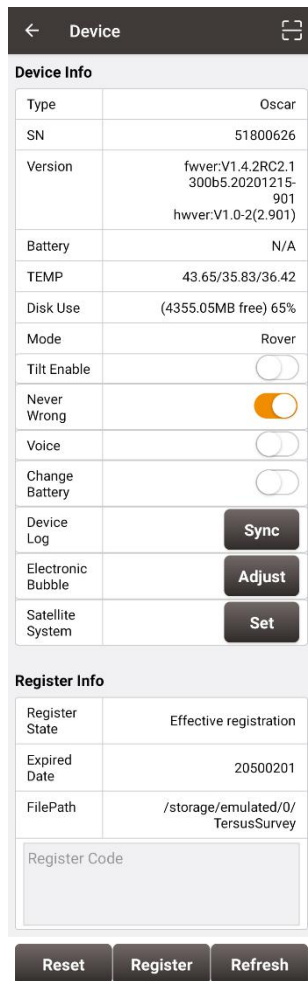 Device
Device Info
Type Oscar
SN 51800626
Version fwver:V1.4.2RC2.1
300b5.20201215-
901
hwver:V1.0-2(2.901)
Battery N/A
TEMP 43.65/35.83/36.42
Disk Use (4355.05MB free) 65%
Mode Rover
Tilt Enable
Never
Wrong
Voice
Change
Battery
Device
Log
Sync
Electronic
Bubble
Adjust
Satellite
System
Set
Register Info
Register
State
Effective registration
Expired
Date
20500201
FilePath /storage/emulated/0/
TersusSurvey
Register Code
Reset Register Refresh